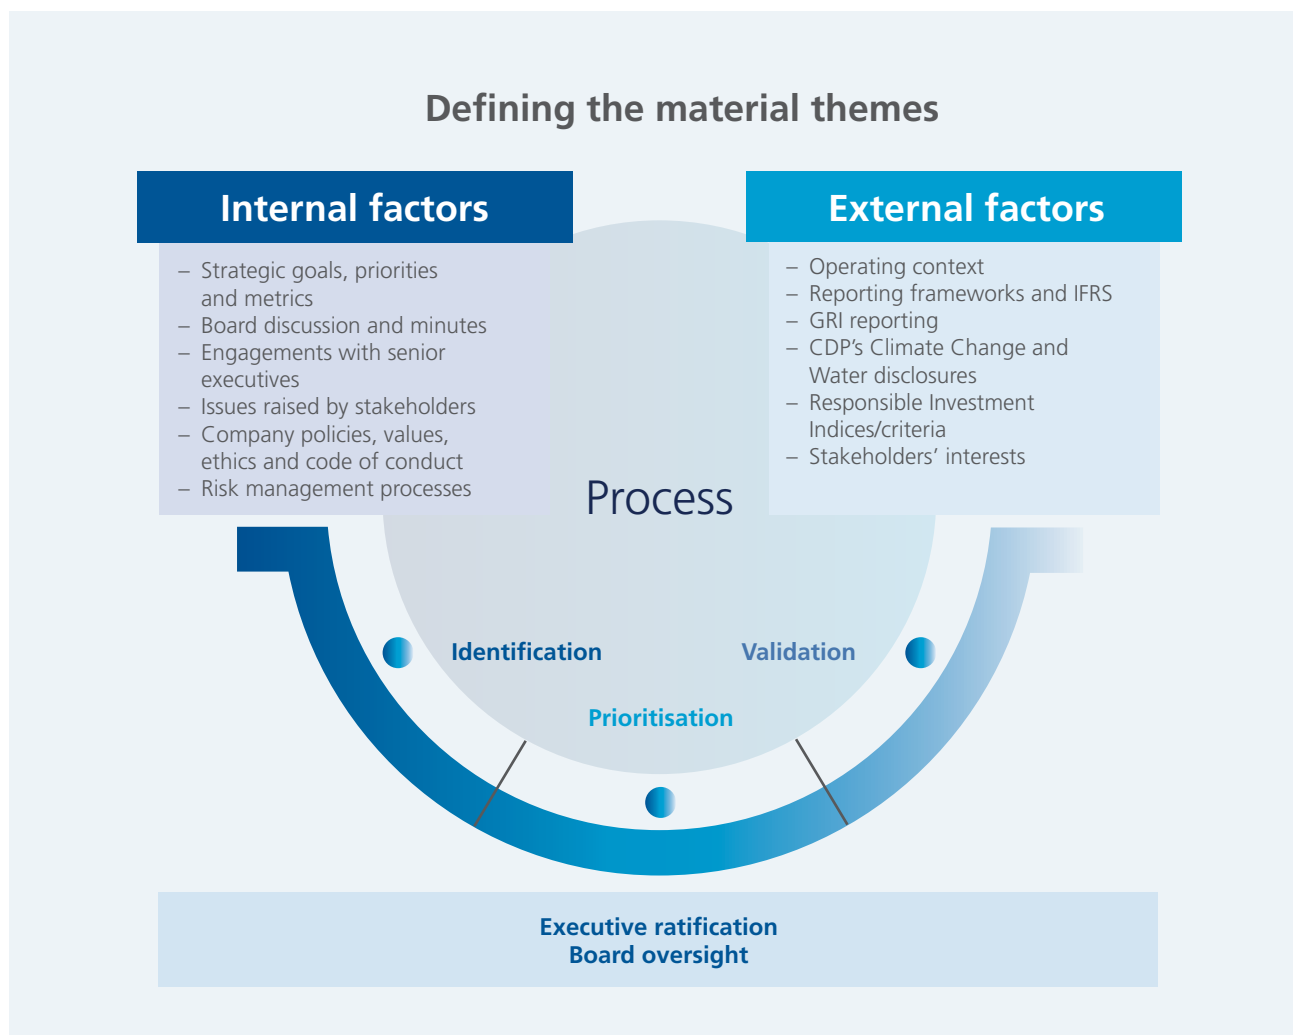 Defining the material themes
Internal factors
– Strategic goals, priorities
and metrics
– Board discussion and minutes
– Engagements with senior
executives
– Issues raised by stakeholders
– Company policies, values,
ethics and code of conduct
– Risk management processes
External factors
– Operating context
– Reporting frameworks and IFRS
– GRI reporting
– CDP’s Climate Change and
Water disclosures
– Responsible Investment
Indices/criteria
– Stakeholders’ interests
Process
Identification
Prioritisation
Validation
Executive ratification
Board oversight